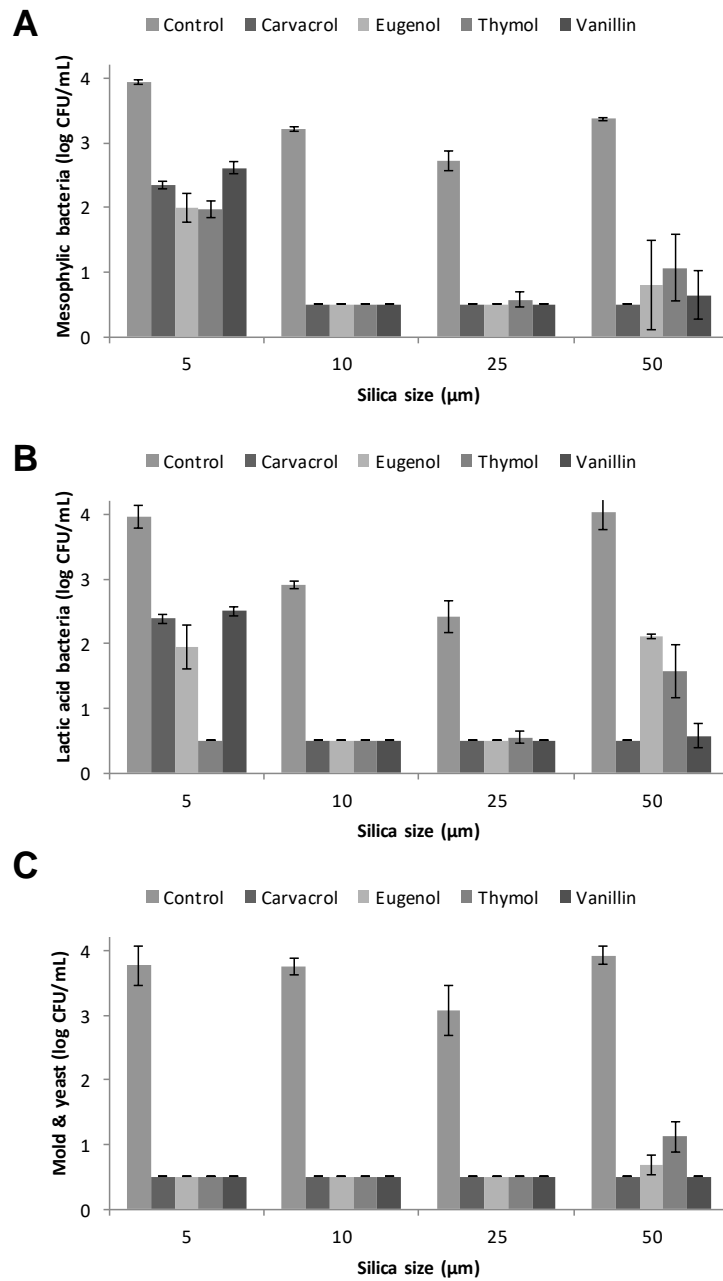 A
Control Carvacrol Eugenol Thymol Vanillin
Mesophylic bacteria (log CFU/mL)
4
3
2
1
0
5 10 25 50
Silica size (µm)
B
Control Carvacrol Eugenol Thymol Vanillin
Lactic acid bacteria (log CFU/mL)
4
3
2
1
0
5 10 25 50
Silica size (µm)
C
Control Carvacrol Eugenol Thymol Vanillin
Mold & yeast (log CFU/mL)
4
3
2
1
0
5 10 25 50
Silica size (µm)